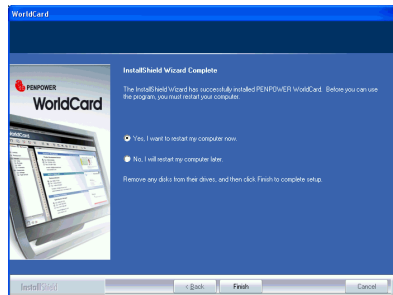 WorldCard
InstallShield Wizard Complete
The InstallShield Wizard has successfully installed PENPOWER WorldCard. Before you can use
the program, you must restart your computer.
PENPOWER
WorldCard
Yes, I want to restart my computer now.
No, I will restart my computer later.
Remove any disks from their drives, and then click Finish to complete setup.
InstallShield
< Back
Finish
Cancel